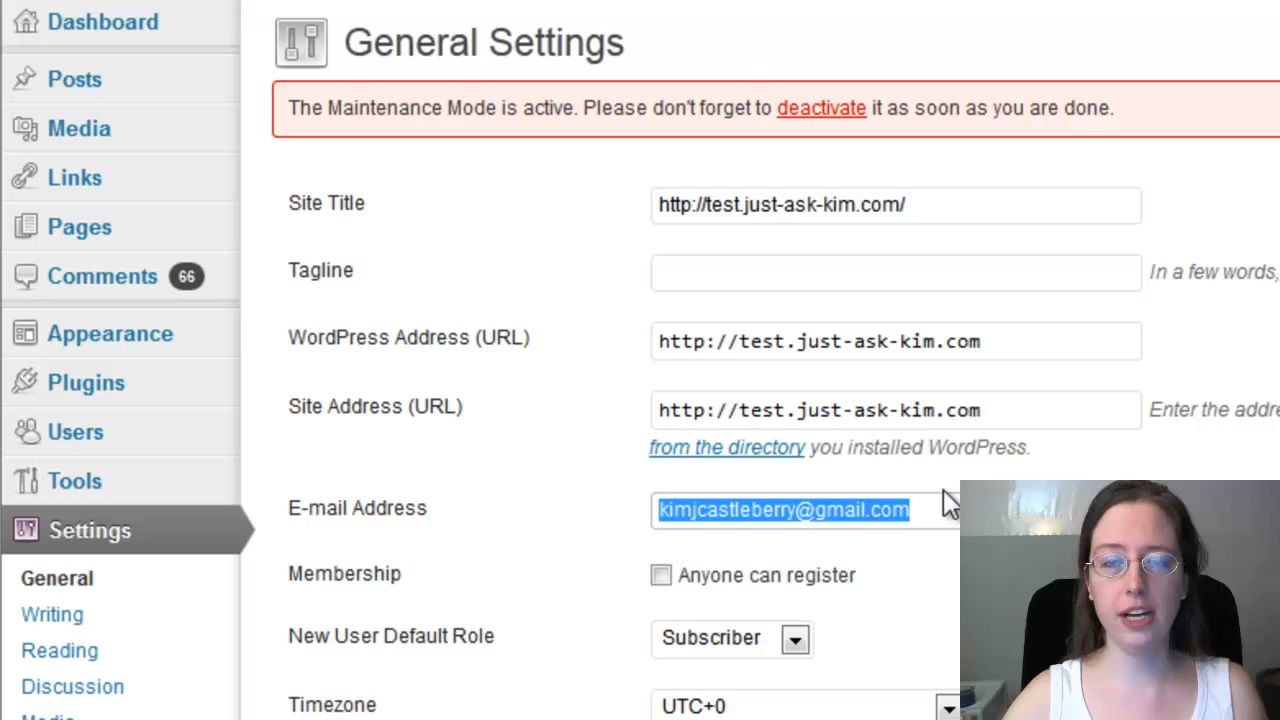 Dashboard
Posts
Media
Links
Pages
Comments 66
Appearance
Plugins
Users
Tools
Settings
General
Writing
Reading
Discussion
Media
General Settings
The Maintenance Mode is active. Please don't forget to deactivate it as soon as you are done.
Site Title http://test.just-ask-kim.com/
Tagline In a few words,
WordPress Address (URL) http://test.just-ask-kim.com
Site Address (URL) http://test.just-ask-kim.com Enter the
from the directory you installed WordPress.
E-mail Address kimjcastleberry@gmail.com
Membership Anyone can register
New User Default Role Subscriber
Timezone UTC+0